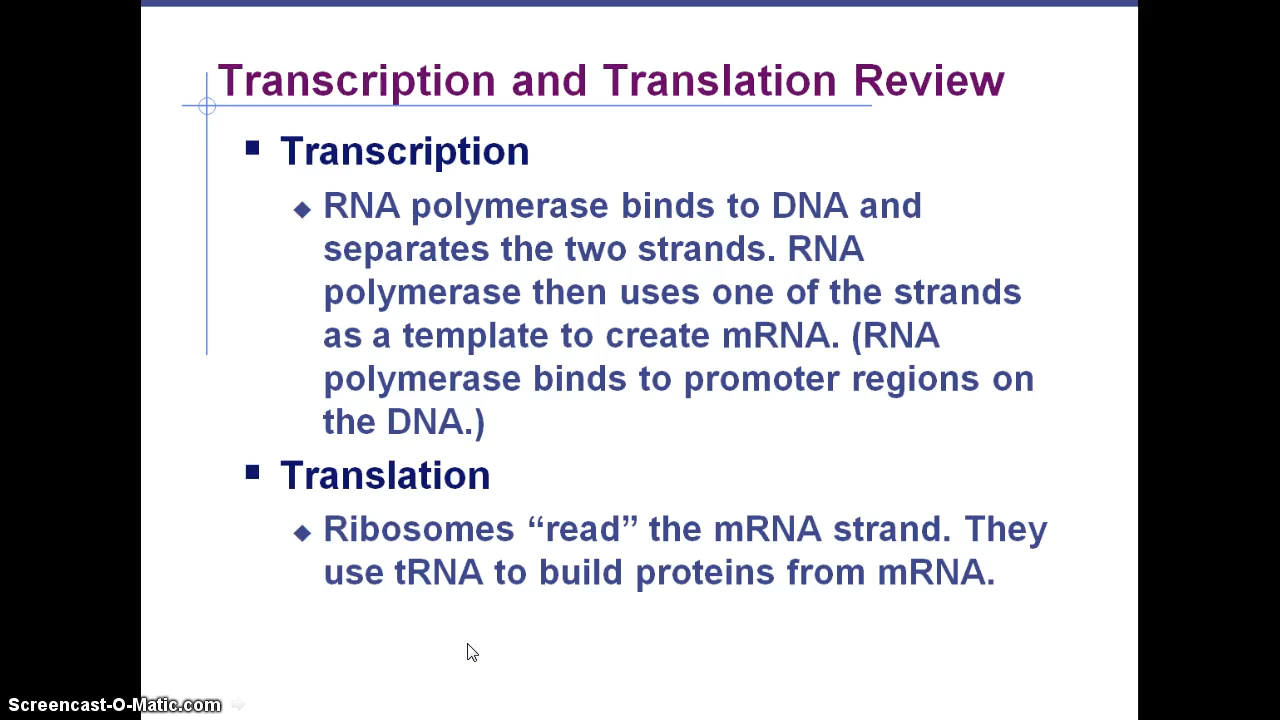 Transcription and Translation Review
Transcription
RNA polymerase binds to DNA and
separates the two strands. RNA
polymerase then uses one of the strands
as a template to create mRNA. (RNA
polymerase binds to promoter regions on
the DNA.)
Translation
Ribosomes “read” the mRNA strand. They
use tRNA to build proteins from mRNA.
Screencast-O-Matic.com